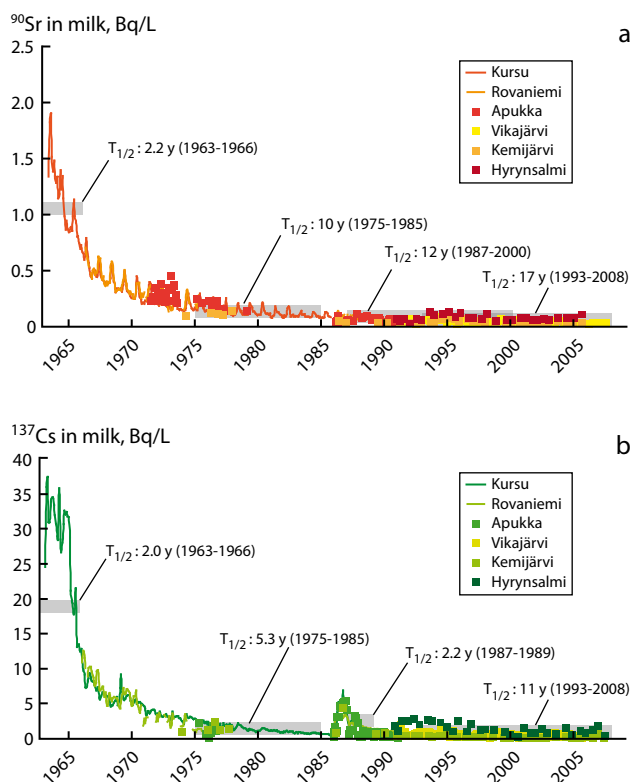 ⁹⁰Sr in milk, Bq/L
a
2.5
2.0
1.5
1.0
0.5
0
Kursu
Rovaniemi
Apukka
Vikajärvi
Kemijärvi
Hyrynsalmi
T1/2 : 2.2 y (1963-1966)
T1/2 : 10 y (1975-1985)
T1/2 : 12 y (1987-2000)
T1/2 : 17 y (1993-2008)
1965 1970 1975 1980 1985 1990 1995 2000 2005
¹³⁷Cs in milk, Bq/L
b
40
35
30
25
20
15
10
5
0
Kursu
Rovaniemi
Apukka
Vikajärvi
Kemijärvi
Hyrynsalmi
T1/2 : 2.0 y (1963-1966)
T1/2 : 5.3 y (1975-1985)
T1/2 : 2.2 y (1987-1989)
T1/2 : 11 y (1993-2008)
1965 1970 1975 1980 1985 1990 1995 2000 2005